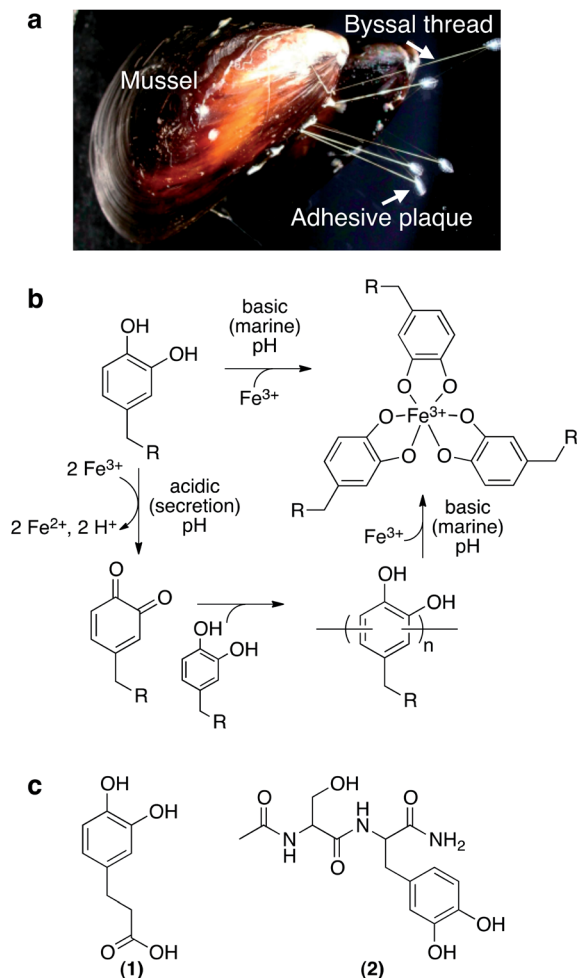 a
Byssal thread
Mussel
Adhesive plaque
b
OH
OH
R
basic
(marine)
pH
Fe³⁺
R
O
O
O
Fe³⁺
O
O
O
R
R
2 Fe³⁺
acidic
(secretion)
pH
2 Fe²⁺, 2 H⁺
basic
(marine)
pH
Fe³⁺
O
O
R
OH
OH
R
OH
OH
n
R
c
OH
OH
O
OH
(1)
OH
O
N
H
O
H
N
O
NH₂
OH
OH
(2)